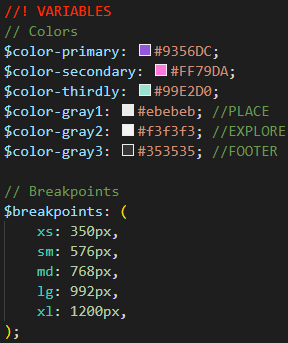 //! VARIABLES
// Colors
$color-primary: #9356DC;
$color-secondary: #FF79DA;
$color-thirdly: #99E2D0;
$color-gray1: #ebebeb; //PLACE
$color-gray2: #f3f3f3; //EXPLORE
$color-gray3: #353535; //FOOTER
// Breakpoints
$breakpoints: (
    xs: 350px,
    sm: 576px,
    md: 768px,
    lg: 992px,
    xl: 1200px,
);